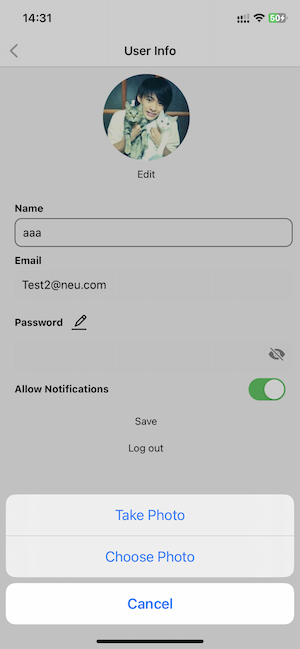 14:31
50
User Info
Edit
Name
aaa
Email
Test2@neu.com
Password
Allow Notifications
Save
Log out
Take Photo
Choose Photo
Cancel